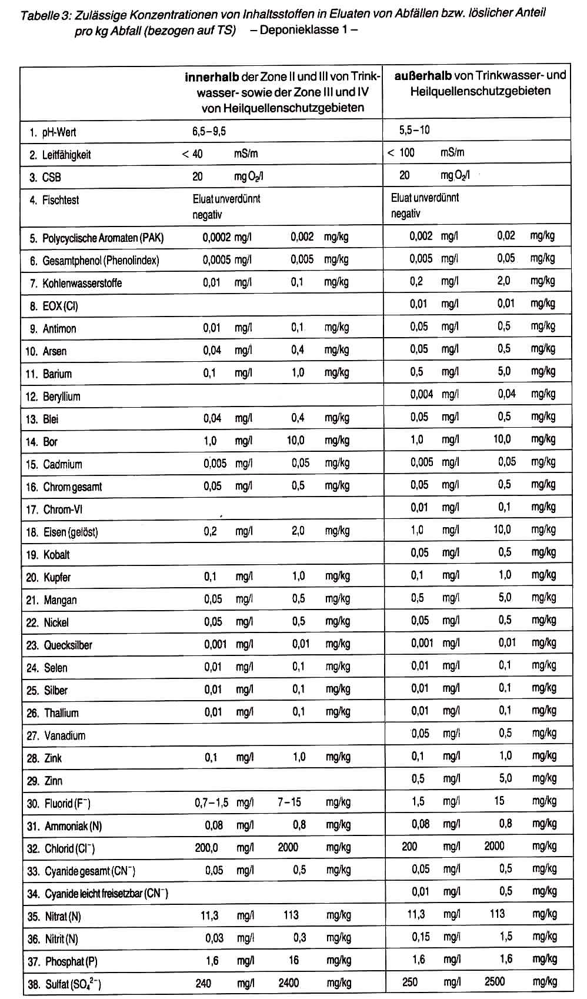 Tabelle 3: Zulässige Konzentrationen von Inhaltsstoffen in Eluaten von Abfällen bzw. löslicher Anteil
pro kg Abfall (bezogen auf TS) – Deponieklasse 1 –
innerhalb der Zone II und III von Trink-
wasser- sowie der Zone III und IV
von Heilquellenschutzgebieten
außerhalb von Trinkwasser- und
Heilquellenschutzgebieten
1. pH-Wert 6,5–9,5 5,5–10
2. Leitfähigkeit < 40 mS/m < 100 mS/m
3. CSB 20 mg O₂/l 20 mg O₂/l
4. Fischtest Eluat unverdünnt Eluat unverdünnt
negativ negativ
5. Polycyclische Aromaten (PAK) 0,0002 mg/l 0,002 mg/kg 0,002 mg/l 0,02 mg/kg
6. Gesamtphenol (Phenolindex) 0,0005 mg/l 0,005 mg/kg 0,005 mg/l 0,05 mg/kg
7. Kohlenwasserstoffe 0,01 mg/l 0,1 mg/kg 0,2 mg/l 2,0 mg/kg
8. EOX (Cl) 0,01 mg/l 0,01 mg/kg
9. Antimon 0,01 mg/l 0,1 mg/kg 0,05 mg/l 0,5 mg/kg
10. Arsen 0,04 mg/l 0,4 mg/kg 0,05 mg/l 0,5 mg/kg
11. Barium 0,1 mg/l 1,0 mg/kg 0,5 mg/l 5,0 mg/kg
12. Beryllium 0,004 mg/l 0,04 mg/kg
13. Blei 0,04 mg/l 0,4 mg/kg 0,05 mg/l 0,5 mg/kg
14. Bor 1,0 mg/l 10,0 mg/kg 1,0 mg/l 10,0 mg/kg
15. Cadmium 0,005 mg/l 0,05 mg/kg 0,005 mg/l 0,05 mg/kg
16. Chrom gesamt 0,05 mg/l 0,5 mg/kg 0,05 mg/l 0,5 mg/kg
17. Chrom-VI 0,01 mg/l 0,1 mg/kg
18. Eisen (gelöst) 0,2 mg/l 2,0 mg/kg 1,0 mg/l 10,0 mg/kg
19. Kobalt 0,05 mg/l 0,5 mg/kg
20. Kupfer 0,1 mg/l 1,0 mg/kg 0,1 mg/l 1,0 mg/kg
21. Mangan 0,05 mg/l 0,5 mg/kg 0,5 mg/l 5,0 mg/kg
22. Nickel 0,05 mg/l 0,5 mg/kg 0,05 mg/l 0,5 mg/kg
23. Quecksilber 0,001 mg/l 0,01 mg/kg 0,001 mg/l 0,01 mg/kg
24. Selen 0,01 mg/l 0,1 mg/kg 0,01 mg/l 0,1 mg/kg
25. Silber 0,01 mg/l 0,1 mg/kg 0,01 mg/l 0,1 mg/kg
26. Thallium 0,01 mg/l 0,1 mg/kg 0,01 mg/l 0,1 mg/kg
27. Vanadium 0,05 mg/l 0,5 mg/kg
28. Zink 0,1 mg/l 1,0 mg/kg 0,1 mg/l 1,0 mg/kg
29. Zinn 0,5 mg/l 5,0 mg/kg
30. Fluorid (F⁻) 0,7–1,5 mg/l 7–15 mg/kg 1,5 mg/l 15 mg/kg
31. Ammoniak (N) 0,08 mg/l 0,8 mg/kg 0,08 mg/l 0,8 mg/kg
32. Chlorid (Cl⁻) 200,0 mg/l 2000 mg/kg 200 mg/l 2000 mg/kg
33. Cyanide gesamt (CN⁻) 0,05 mg/l 0,5 mg/kg 0,05 mg/l 0,5 mg/kg
34. Cyanide leicht freisetzbar (CN⁻) 0,01 mg/l 0,5 mg/kg
35. Nitrat (N) 11,3 mg/l 113 mg/kg 11,3 mg/l 113 mg/kg
36. Nitrit (N) 0,03 mg/l 0,3 mg/kg 0,15 mg/l 1,5 mg/kg
37. Phosphat (P) 1,6 mg/l 16 mg/kg 1,6 mg/l 1,6 mg/kg
38. Sulfat (SO₄²⁻) 240 mg/l 2400 mg/kg 250 mg/l 2500 mg/kg